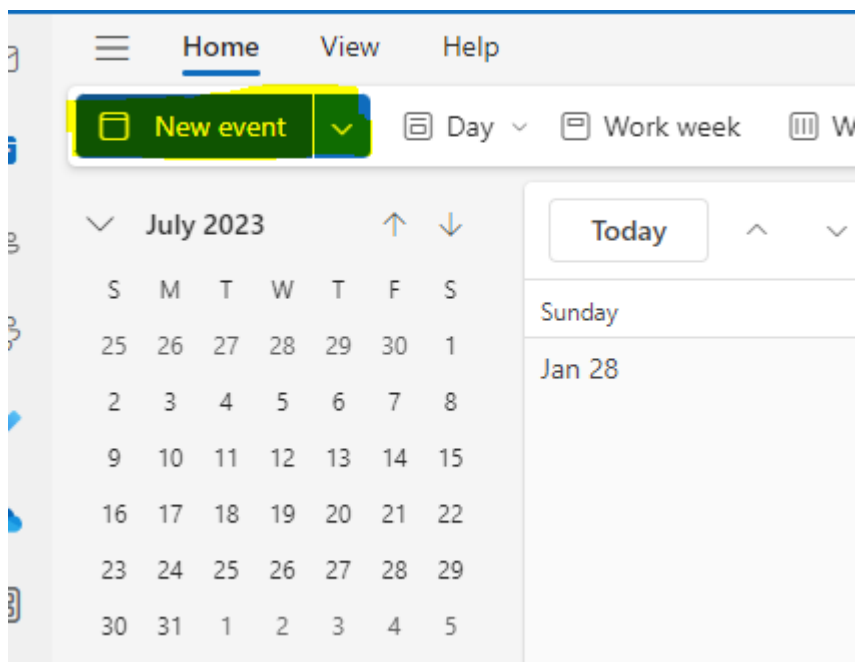 Home View Help
New event Day Work week W
July 2023 Today
S M T W T F S
Sunday
25 26 27 28 29 30 1
Jan 28
2 3 4 5 6 7 8
9 10 11 12 13 14 15
16 17 18 19 20 21 22
23 24 25 26 27 28 29
30 31 1 2 3 4 5